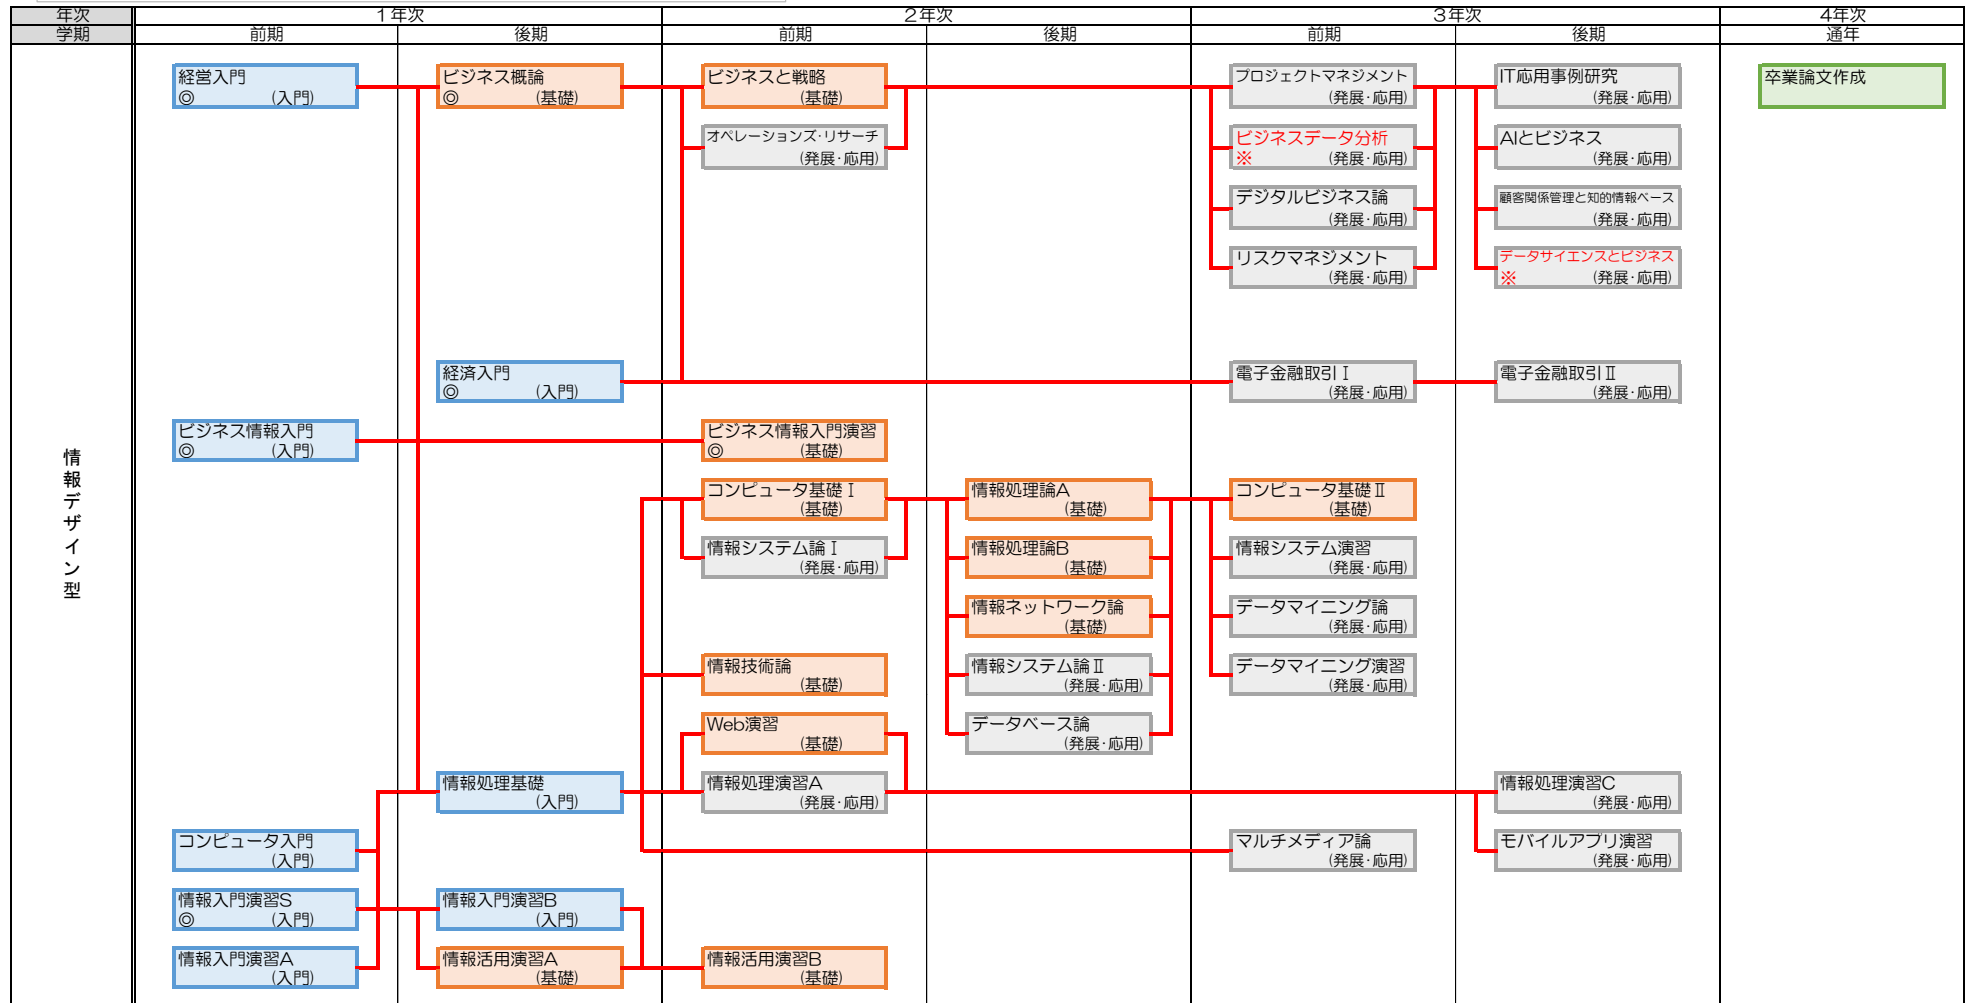 年次 1年次 2年次 3年次 4年次
学期 前期 後期 前期 後期 前期 後期 通年
情報デザイン型
経営入門
◎ (入門)
ビジネス概論
◎ (基礎)
ビジネスと戦略
(基礎)
プロジェクトマネジメント
(発展・応用)
IT応用事例研究
(発展・応用)
卒業論文作成
オペレーションズ・リサーチ
(発展・応用)
ビジネスデータ分析
※ (発展・応用)
AIとビジネス
(発展・応用)
デジタルビジネス論
(発展・応用)
顧客関係管理と知的情報ベース
(発展・応用)
リスクマネジメント
(発展・応用)
データサイエンスとビジネス
※ (発展・応用)
経済入門
◎ (入門)
電子金融取引Ⅰ
(発展・応用)
電子金融取引Ⅱ
(発展・応用)
ビジネス情報入門
◎ (入門)
ビジネス情報入門演習
◎ (基礎)
コンピュータ基礎Ⅰ
(基礎)
情報処理論A
(基礎)
コンピュータ基礎Ⅱ
(基礎)
情報システム論Ⅰ
(発展・応用)
情報処理論B
(基礎)
情報システム演習
(発展・応用)
情報ネットワーク論
(基礎)
データマイニング論
(発展・応用)
情報技術論
(基礎)
情報システム論Ⅱ
(発展・応用)
データマイニング演習
(発展・応用)
Web演習
(基礎)
データベース論
(発展・応用)
情報処理基礎
(入門)
情報処理演習A
(発展・応用)
情報処理演習C
(発展・応用)
コンピュータ入門
(入門)
マルチメディア論
(発展・応用)
モバイルアプリ演習
(発展・応用)
情報入門演習S
◎ (入門)
情報入門演習B
(入門)
情報入門演習A
(入門)
情報活用演習A
(基礎)
情報活用演習B
(基礎)